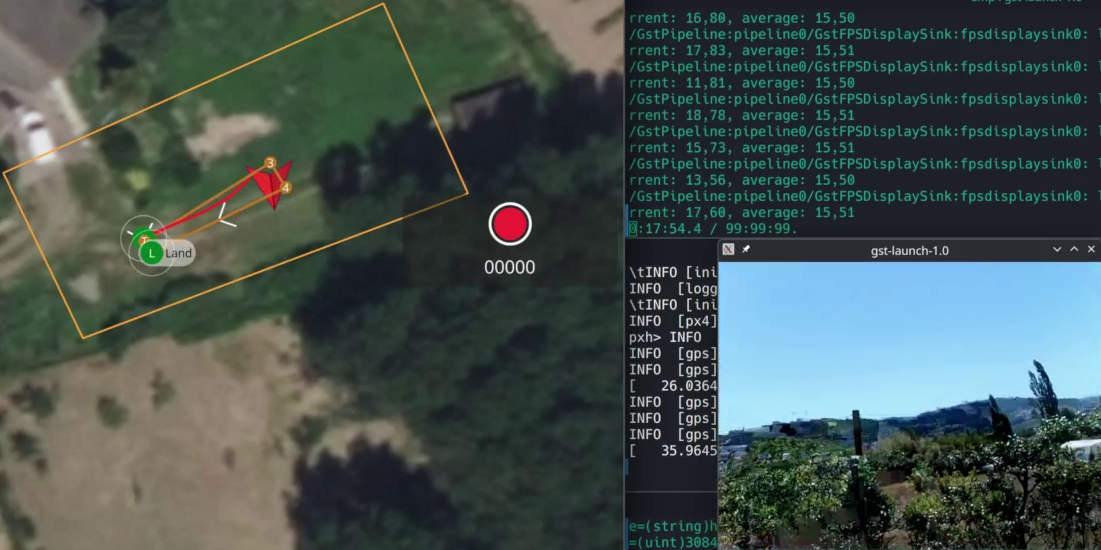 3
4
L Land
00000
rrent: 16,80, average: 15,50
/GstPipeline:pipeline0/GstFPSDisplaySink:fpsdisplaysink0:
rrent: 17,83, average: 15,51
/GstPipeline:pipeline0/GstFPSDisplaySink:fpsdisplaysink0:
rrent: 11,81, average: 15,50
/GstPipeline:pipeline0/GstFPSDisplaySink:fpsdisplaysink0:
rrent: 18,78, average: 15,51
/GstPipeline:pipeline0/GstFPSDisplaySink:fpsdisplaysink0:
rrent: 15,73, average: 15,51
/GstPipeline:pipeline0/GstFPSDisplaySink:fpsdisplaysink0:
rrent: 13,56, average: 15,50
/GstPipeline:pipeline0/GstFPSDisplaySink:fpsdisplaysink0:
rrent: 17,60, average: 15,51
0:17:54.4 / 99:99:99.
gst-launch-1.0
\tINFO [ini
INFO [logg
\tINFO [ini
INFO [px4]
pxh> INFO
INFO [gps]
INFO [gps]
[ 26.0364
INFO [gps]
INFO [gps]
INFO [gps]
[ 35.9645
e=(string)h
=(uint)3084